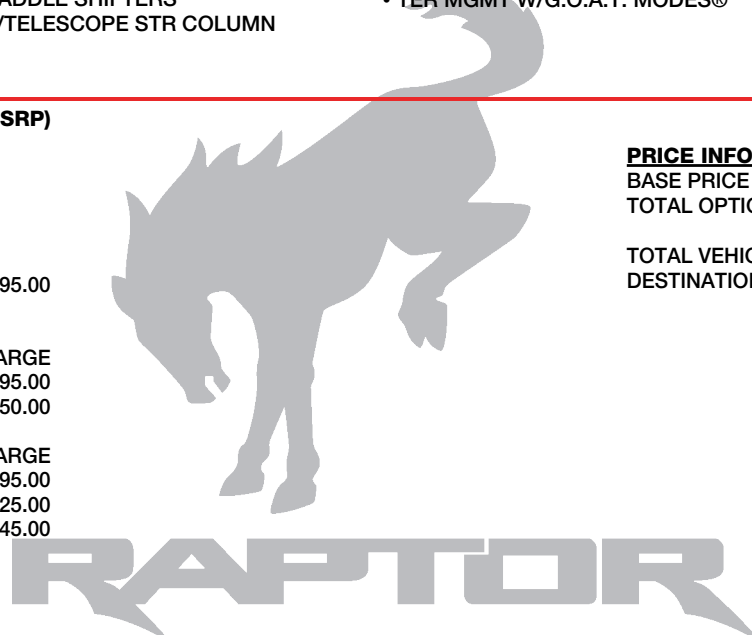 ADDLE SHIFTERS
/TELESCOPE STR COLUMN
• TER MGMT W/G.O.A.T. MODES®
SRP)
95.00
ARGE
95.00
50.00
ARGE
95.00
25.00
45.00
PRICE INFO
BASE PRICE
TOTAL OPTIO
TOTAL VEHIC
DESTINATION
RAPTOR